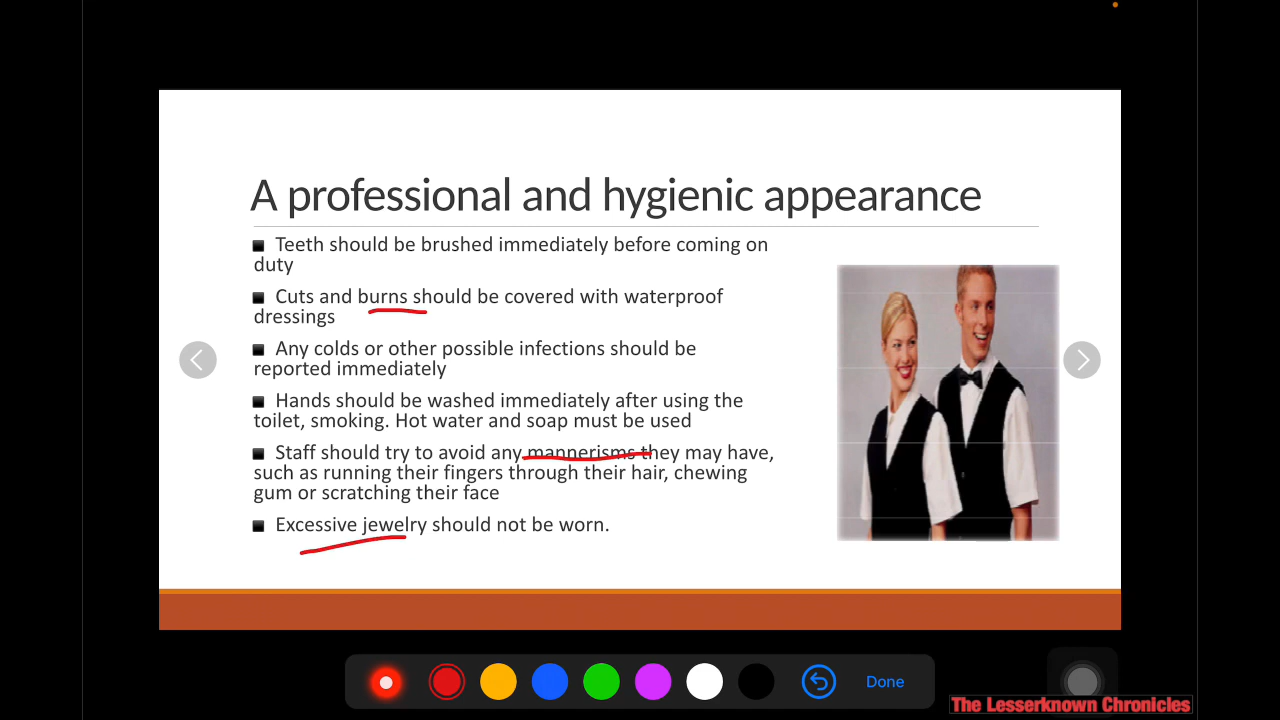 A professional and hygienic appearance
Teeth should be brushed immediately before coming on
duty
Cuts and burns should be covered with waterproof
dressings
Any colds or other possible infections should be
reported immediately
Hands should be washed immediately after using the
toilet, smoking. Hot water and soap must be used
Staff should try to avoid any mannerisms they may have,
such as running their fingers through their hair, chewing
gum or scratching their face
Excessive jewelry should not be worn.
Done
The Lesserknown Chronicles